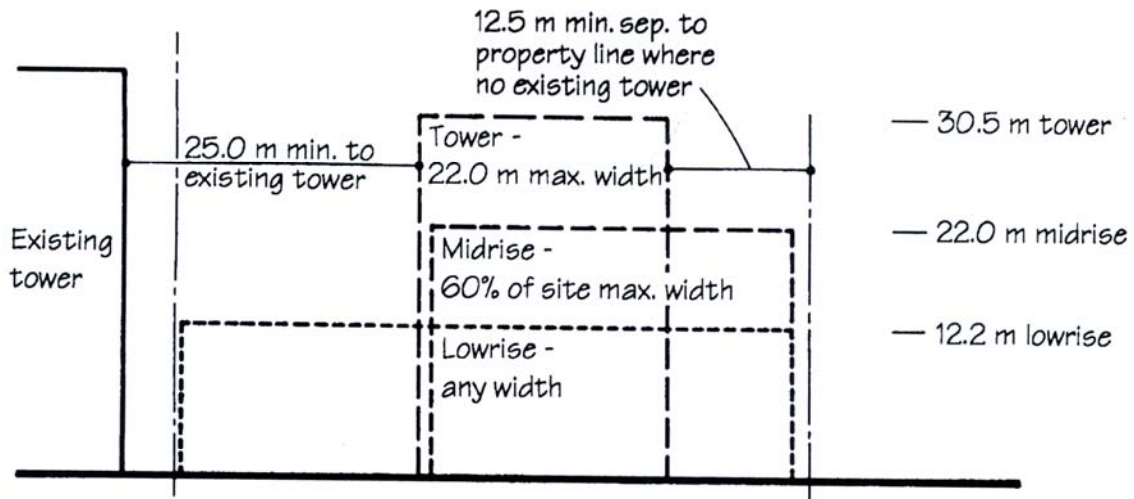 12.5 m min. sep. to
property line where
no existing tower
30.5 m tower
25.0 m min. to
existing tower
Tower -
22.0 m max. width
Existing
tower
Midrise -
60% of site max. width
22.0 m midrise
Lowrise -
any width
12.2 m lowrise